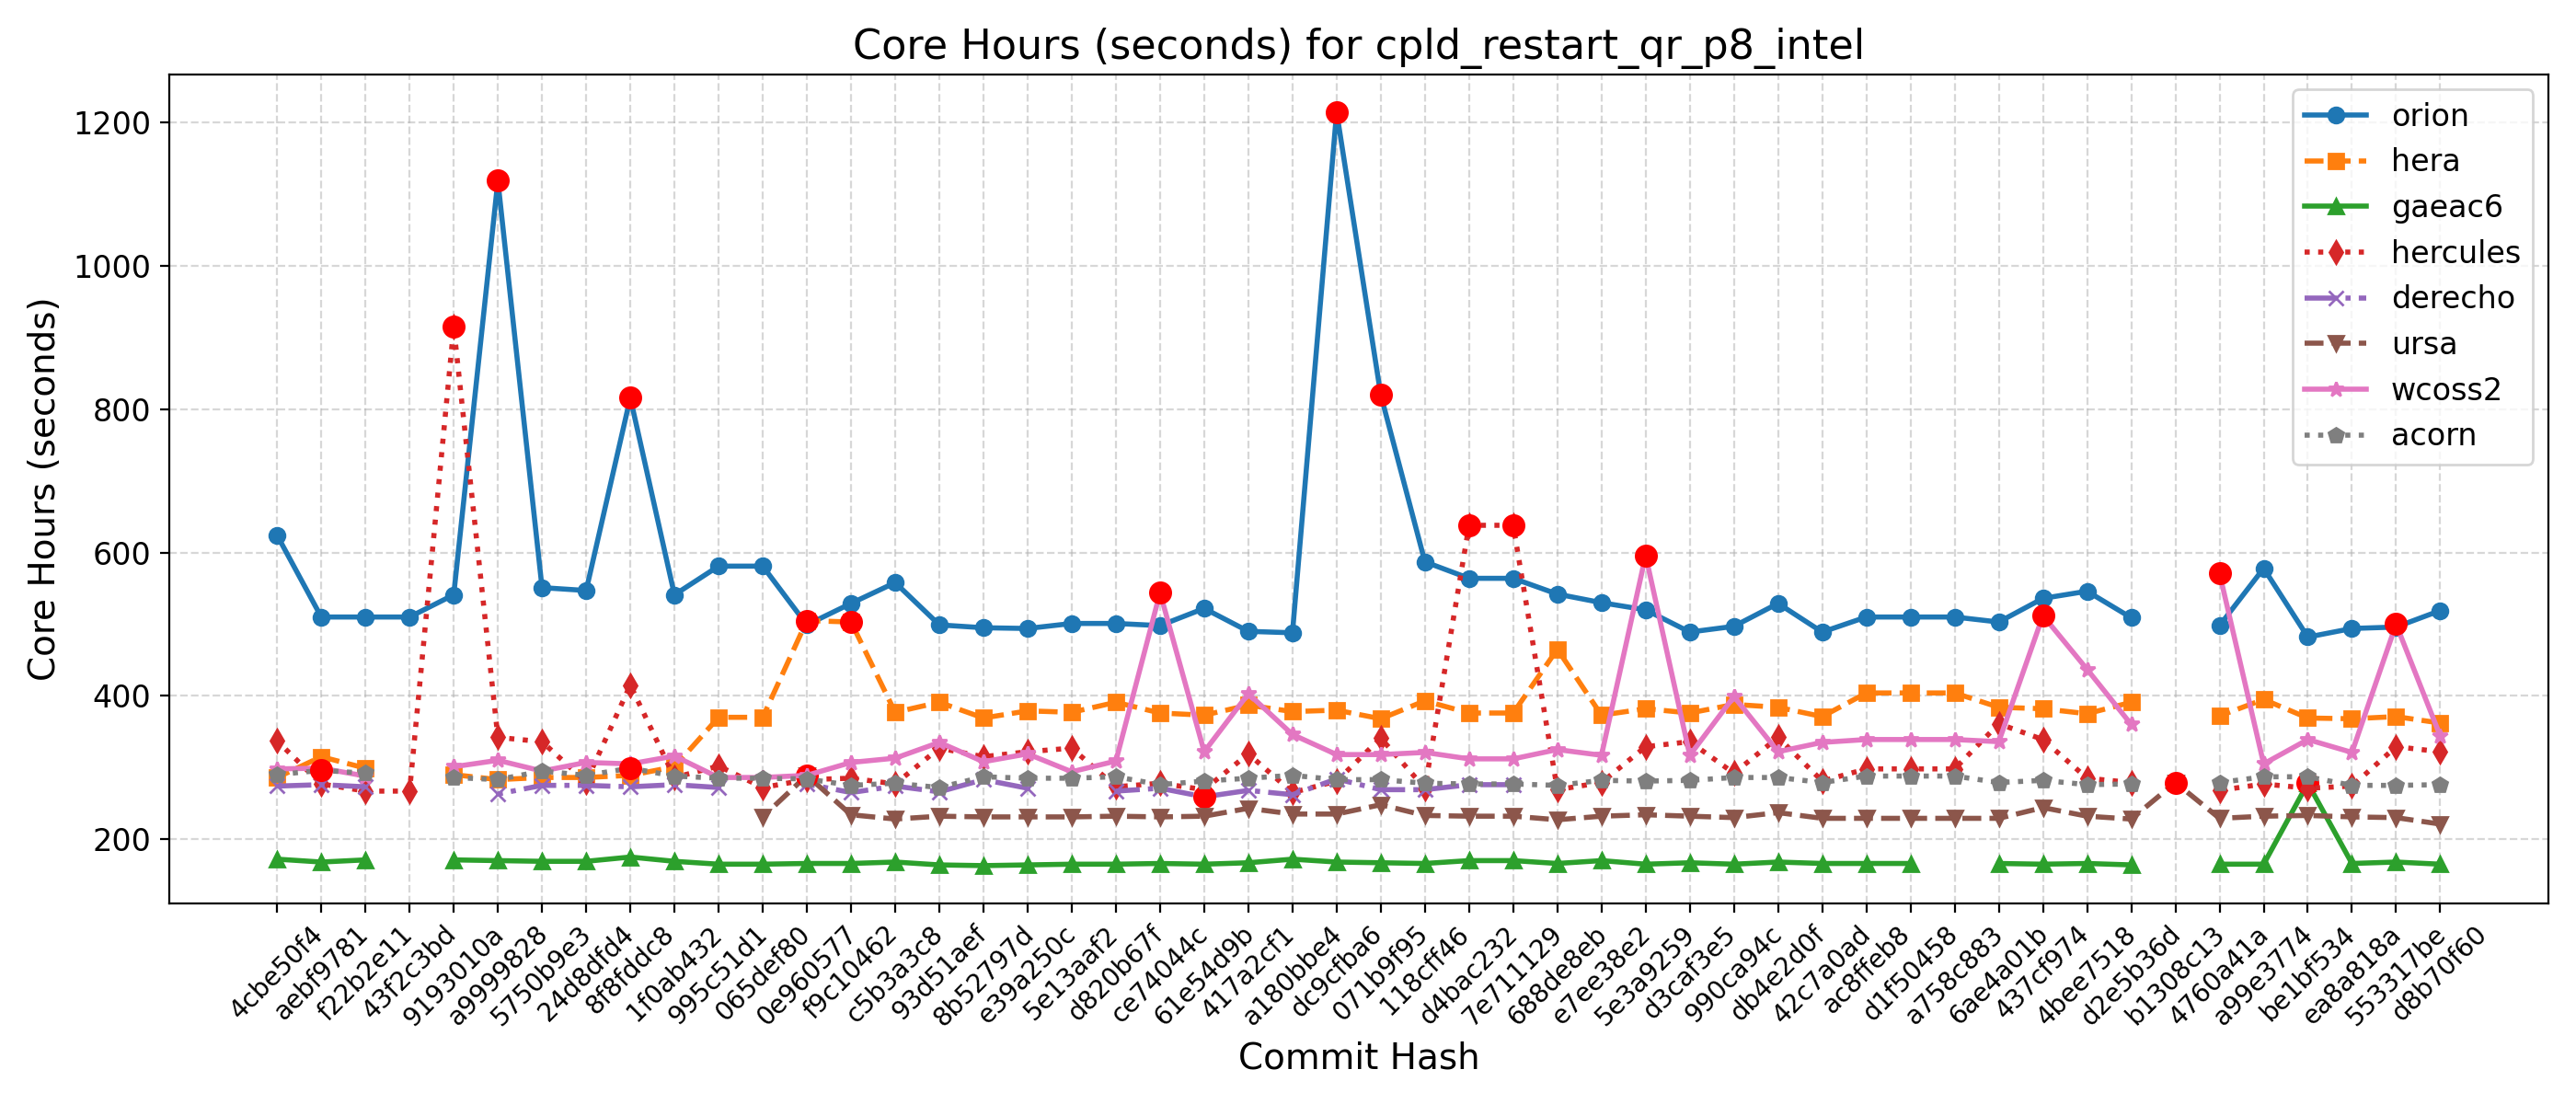 Core Hours (seconds) for cpld_restart_qr_p8_intel
Core Hours (seconds)
1200
1000
800
600
400
200
orion
hera
gaeac6
hercules
derecho
ursa
wcoss2
acorn
4cbe50f4
aebf9781
f22b2e11
43f2c3bd
9193010a
a9999828
5750b9e3
24d8dfd4
8f8fddc8
1f0ab432
995c51d1
065def80
0e960577
f9c10462
c5b3a3c8
93d51aef
8b52797d
e39a250c
5e13aaf2
d820b67f
ce74044c
61e54d9b
417a2cf1
a180bbe4
dc9cfba6
071b9f95
118cff46
d4bac232
7e711129
688de8eb
e7ee38e2
5e3a9259
d3caf3e5
990ca94c
db4e2d0f
42c7a0ad
ac8ffeb8
d1f50458
a758c883
6ae4a01b
437cf974
4bee7518
d2e5b36d
b1308c13
4760a41a
a99e3774
be1bf534
ea8a818a
553317be
d8b70f60
Commit Hash